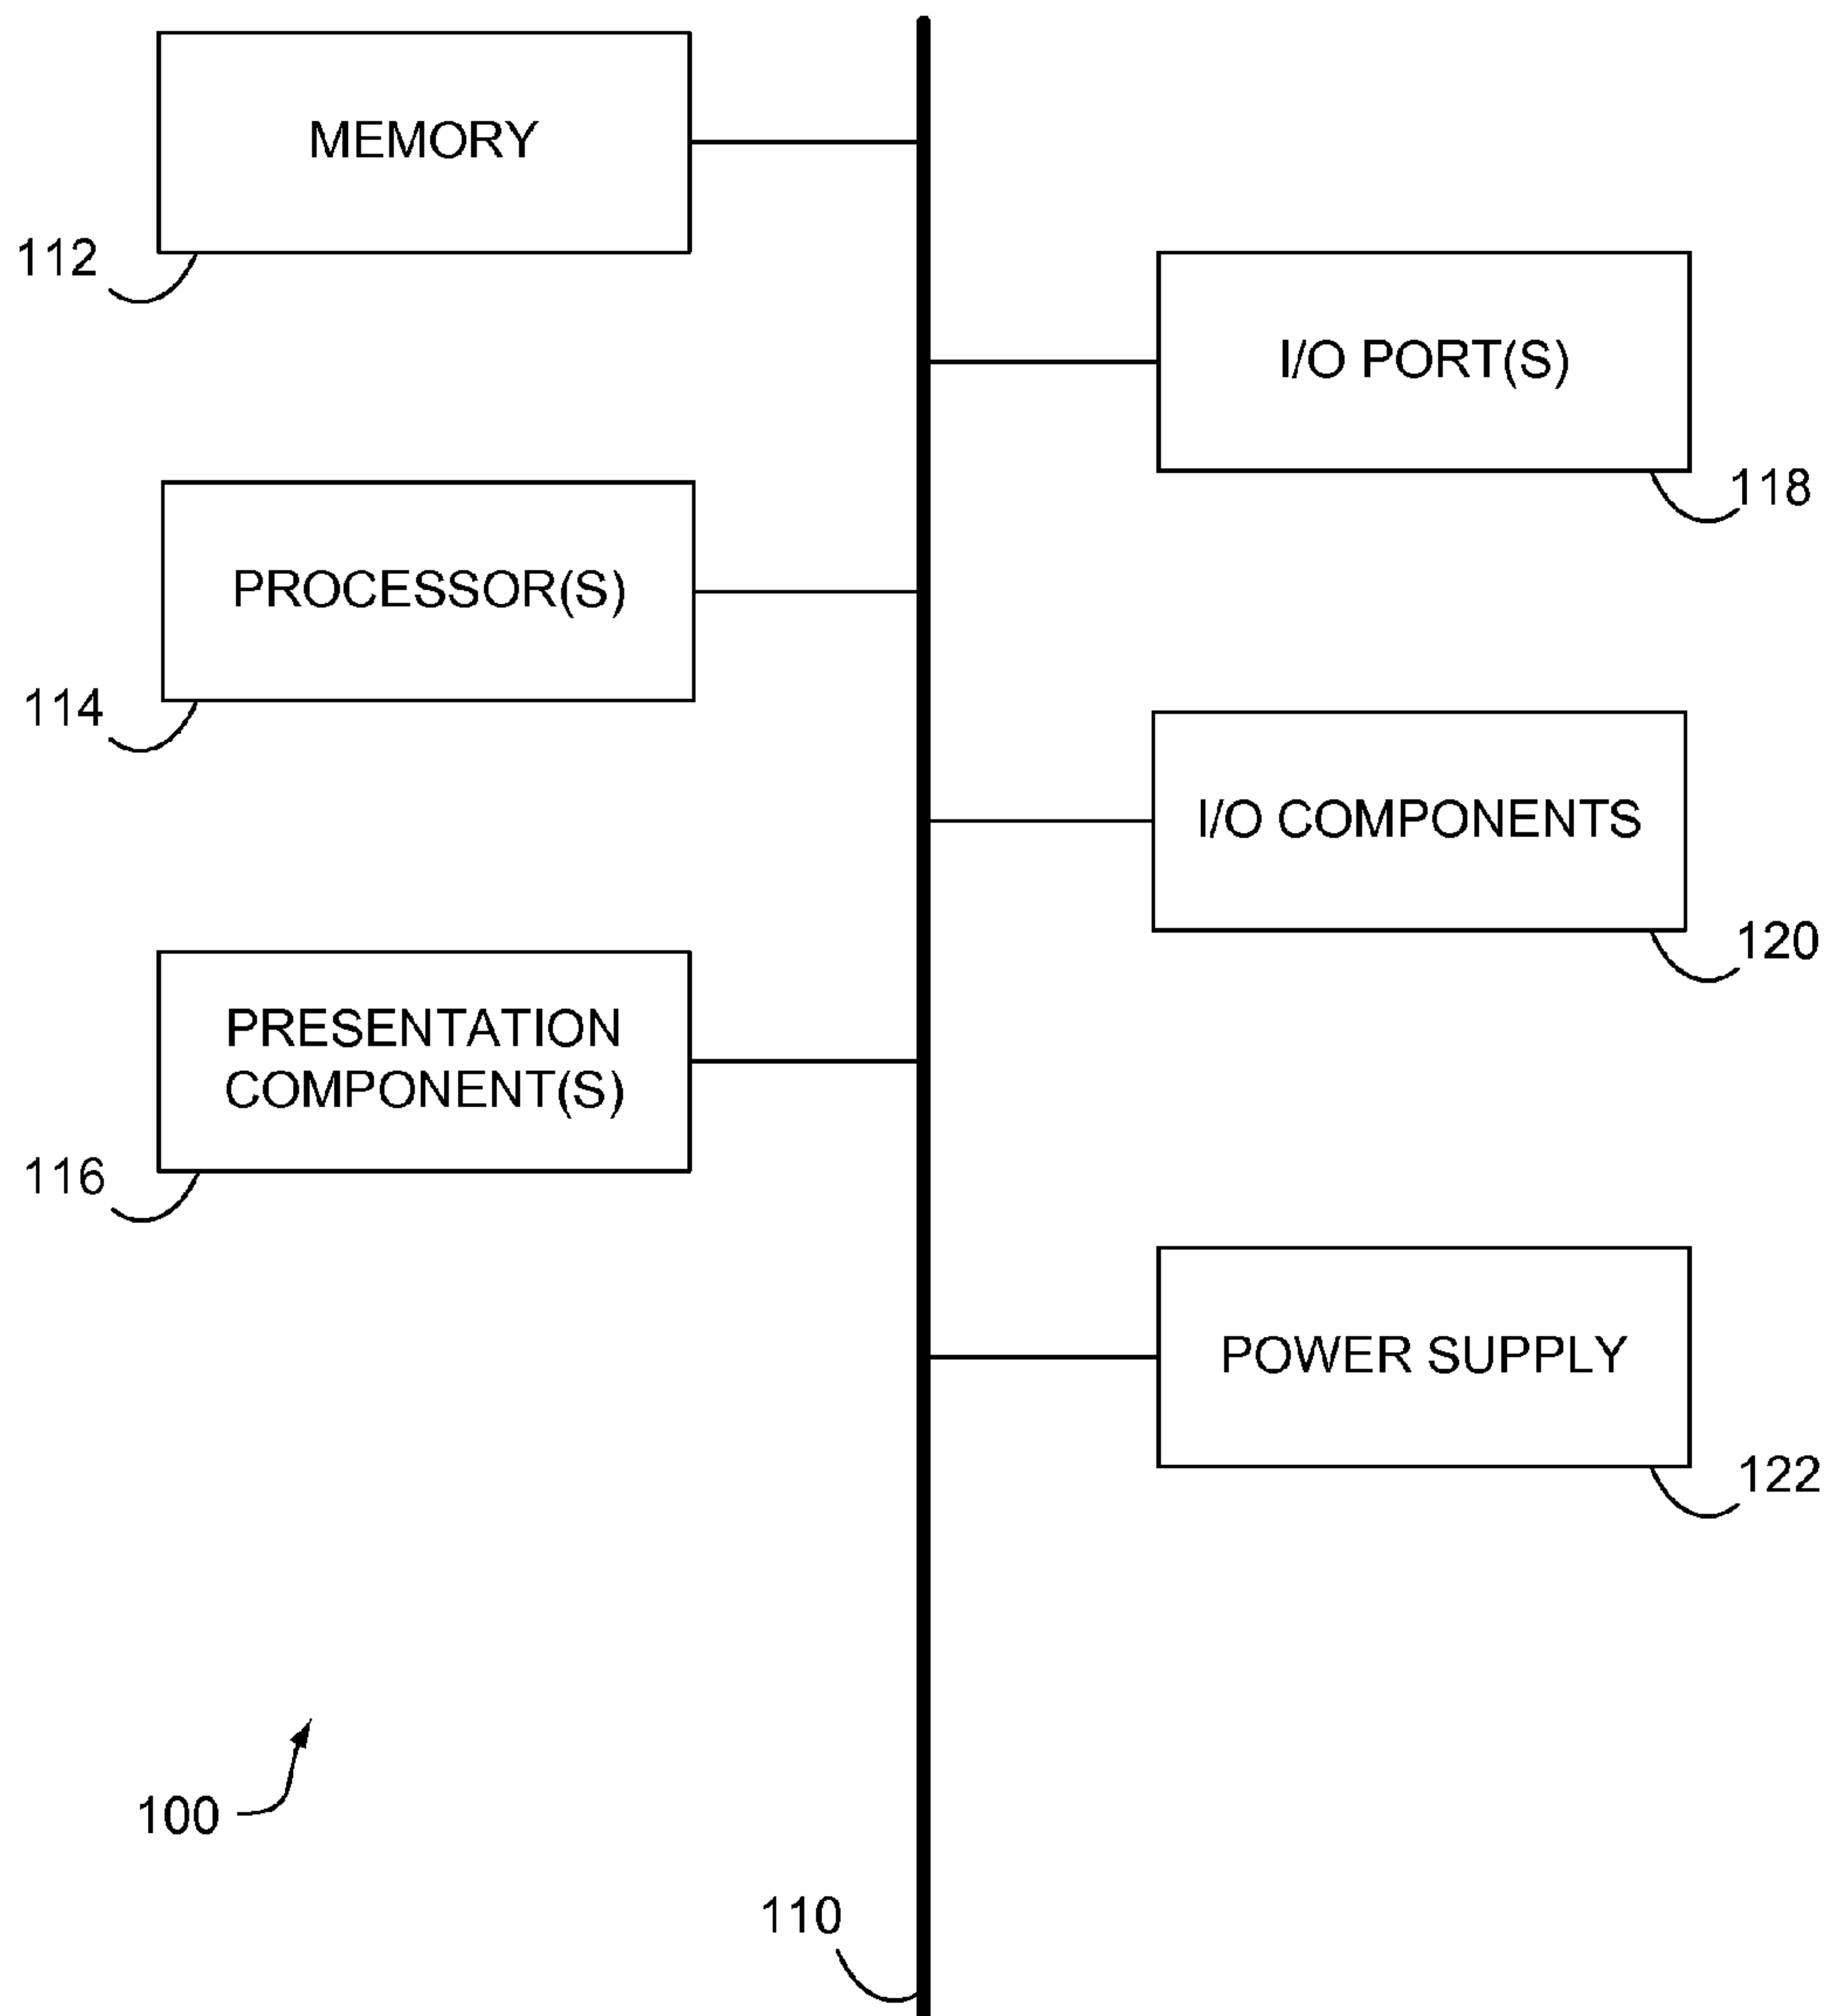 MEMORY
112
I/O PORT(S)
118
PROCESSOR(S)
114
I/O COMPONENTS
120
PRESENTATION
COMPONENT(S)
116
POWER SUPPLY
122
100
110